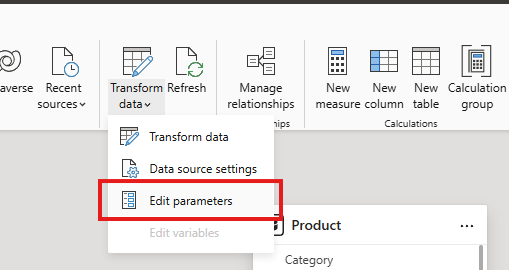 averse
Recent
sources
Transform
data
Refresh
Manage
relationships
New
measure
New
column
New
table
Calculation
group
Calculations
Transform data
Data source settings
Edit parameters
Edit variables
Product
...
Category